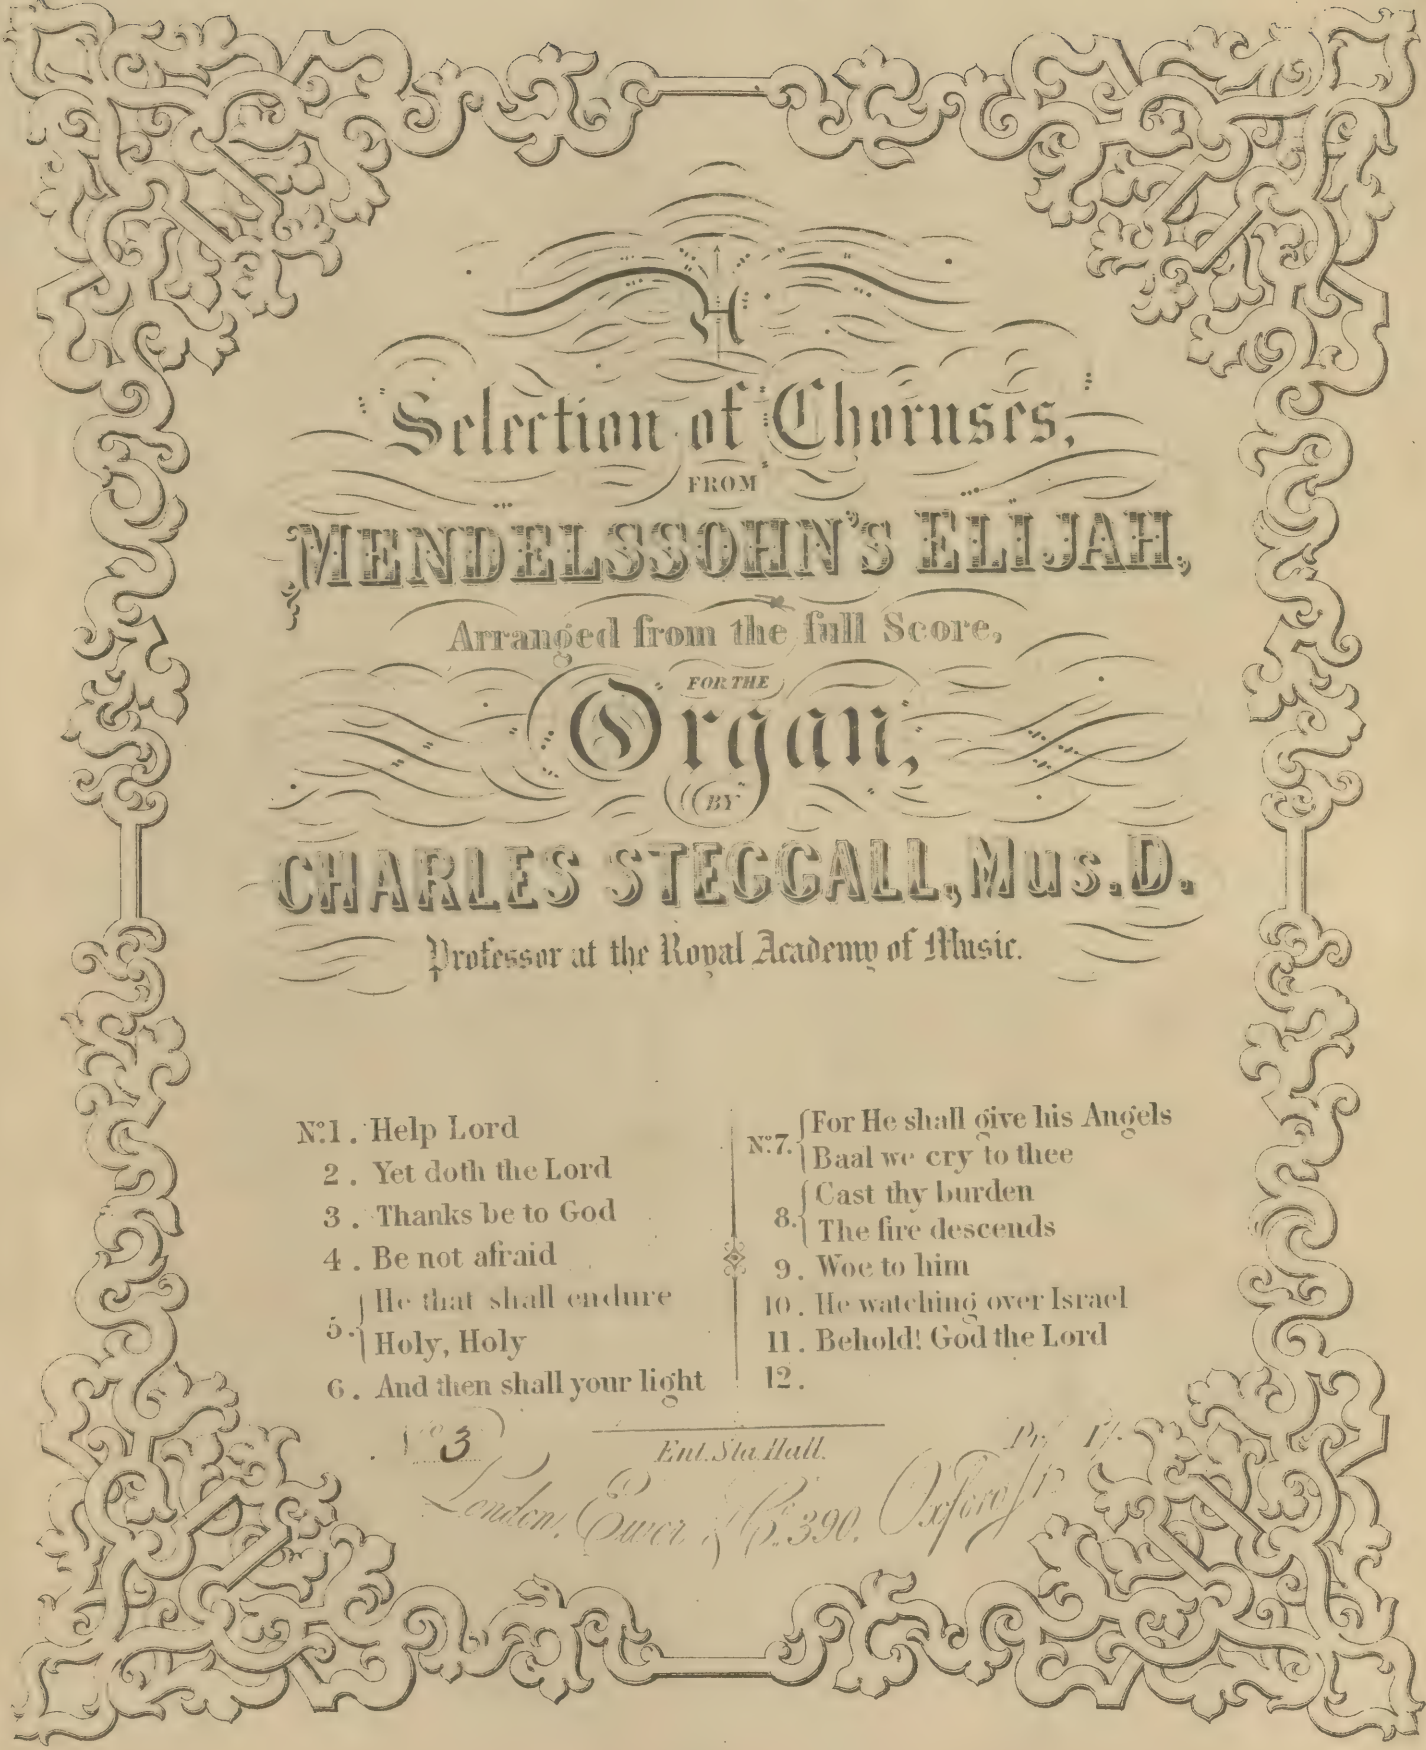 A
Selection of Choruses,
FROM
MENDELSSOHN'S ELIJAH,
Arranged from the full Score,
FOR THE
Organ,
BY
CHARLES STEGGALL, Mus. D.
Professor at the Royal Academy of Music.
No. 1. Help Lord
2. Yet doth the Lord
3. Thanks be to God
4. Be not afraid
5. { He that shall endure
Holy, Holy
6. And then shall your light
No. 7. { For He shall give his Angels
Baal we cry to thee
8. { Cast thy burden
The fire descends
9. Woe to him
10. He watching over Israel
11. Behold! God the Lord
12.
No. 3
Ent. Sta. Hall.
Pr.
London, Ewer & Co. 390, Oxford St.